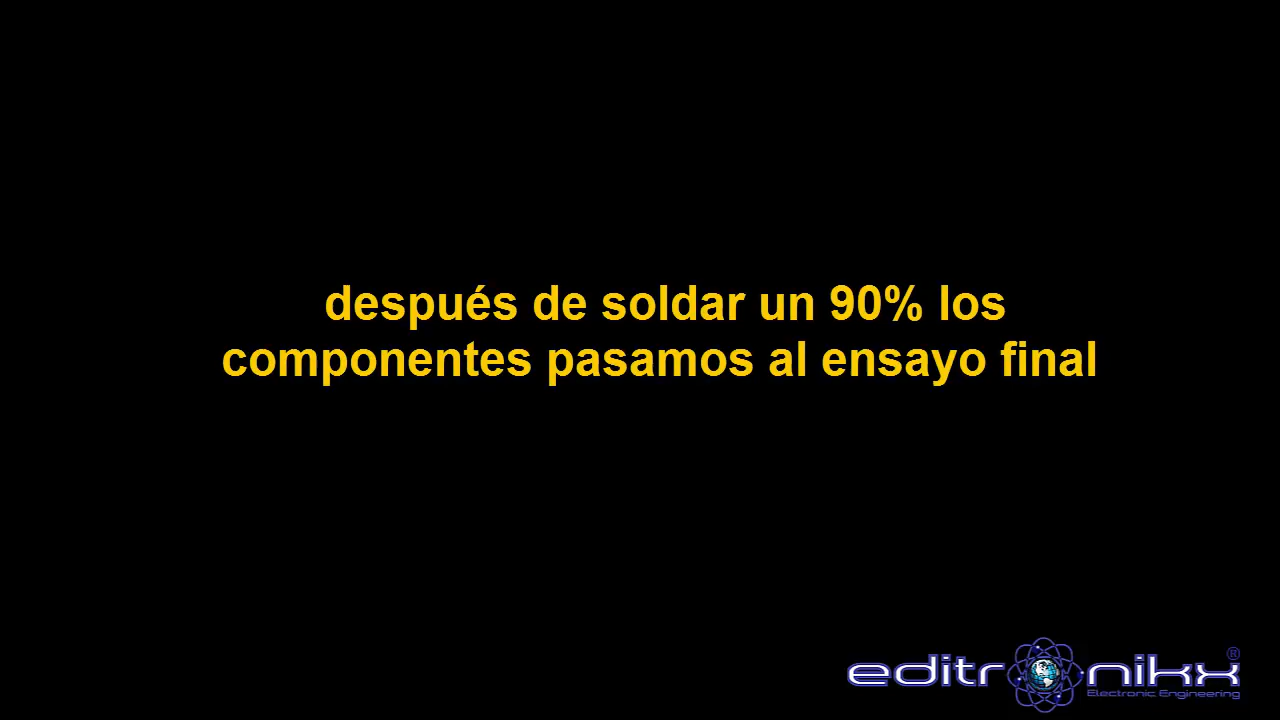 después de soldar un 90% los
componentes pasamos al ensayo final
editronikx ®
Electronic Engineering